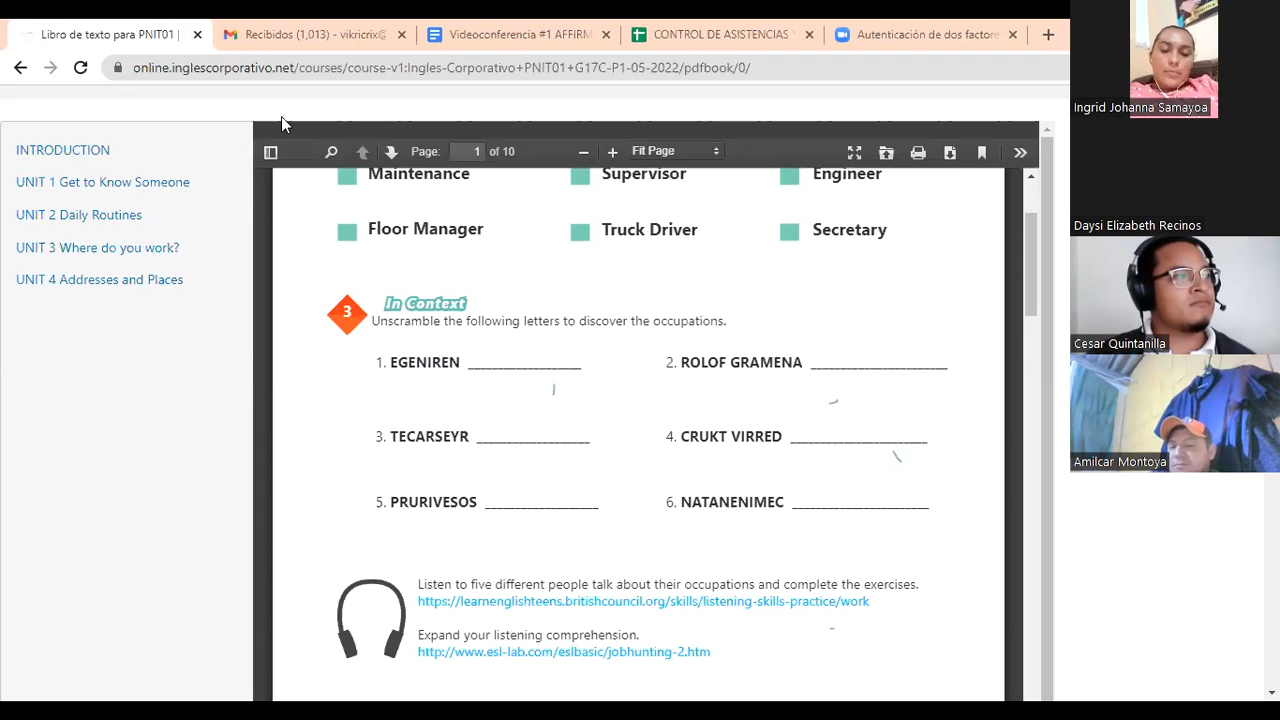 Libro de texto para PNIT01 |
Recibidos (1,013) - vikricrix@
Videoconferencia #1 AFFIRM
CONTROL DE ASISTENCIAS
Autenticación de dos factore
online.inglescorporativo.net/courses/course-v1:Ingles-Corporativo+PNIT01+G17C-P1-05-2022/pdfbook/0/
INTRODUCTION
UNIT 1 Get to Know Someone
UNIT 2 Daily Routines
UNIT 3 Where do you work?
UNIT 4 Addresses and Places
Page: 1 of 10
Fit Page
Maintenance
Supervisor
Engineer
Floor Manager
Truck Driver
Secretary
3 In Context
Unscramble the following letters to discover the occupations.
1. EGENIREN ____________________
2. ROLOF GRAMENA ________________________
3. TECARSEYR ____________________
4. CRUKT VIRRED ________________________
5. PRURIVESOS ____________________
6. NATANENIMEC ________________________
Listen to five different people talk about their occupations and complete the exercises.
https://learnenglishteens.britishcouncil.org/skills/listening-skills-practice/work
Expand your listening comprehension.
http://www.esl-lab.com/eslbasic/jobhunting-2.htm
Ingrid Johanna Samayoa
Daysi Elizabeth Recinos
Cesar Quintanilla
Amilcar Montoya